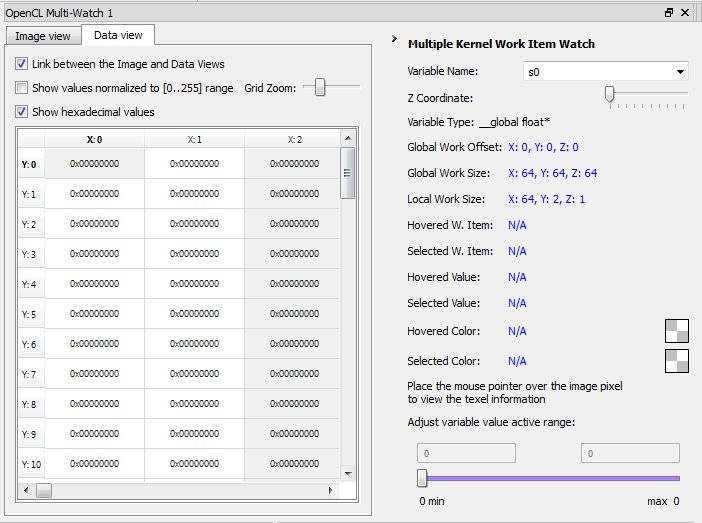 OpenCL Multi-Watch 1
Image view Data view
Link between the Image and Data Views
Show values normalized to [0..255] range Grid Zoom:
Show hexadecimal values
X: 0 X: 1 X: 2
Y: 0 0x00000000 0x00000000 0x00000000
Y: 1 0x00000000 0x00000000 0x00000000
Y: 2 0x00000000 0x00000000 0x00000000
Y: 3 0x00000000 0x00000000 0x00000000
Y: 4 0x00000000 0x00000000 0x00000000
Y: 5 0x00000000 0x00000000 0x00000000
Y: 6 0x00000000 0x00000000 0x00000000
Y: 7 0x00000000 0x00000000 0x00000000
Y: 8 0x00000000 0x00000000 0x00000000
Y: 9 0x00000000 0x00000000 0x00000000
Y: 10 0x00000000 0x00000000 0x00000000
Multiple Kernel Work Item Watch
Variable Name: s0
Z Coordinate:
Variable Type: __global float*
Global Work Offset: X: 0, Y: 0, Z: 0
Global Work Size: X: 64, Y: 64, Z: 64
Local Work Size: X: 64, Y: 2, Z: 1
Hovered W. Item: N/A
Selected W. Item: N/A
Hovered Value: N/A
Selected Value: N/A
Hovered Color: N/A
Selected Color: N/A
Place the mouse pointer over the image pixel
to view the texel information
Adjust variable value active range:
0 0
0 min max 0